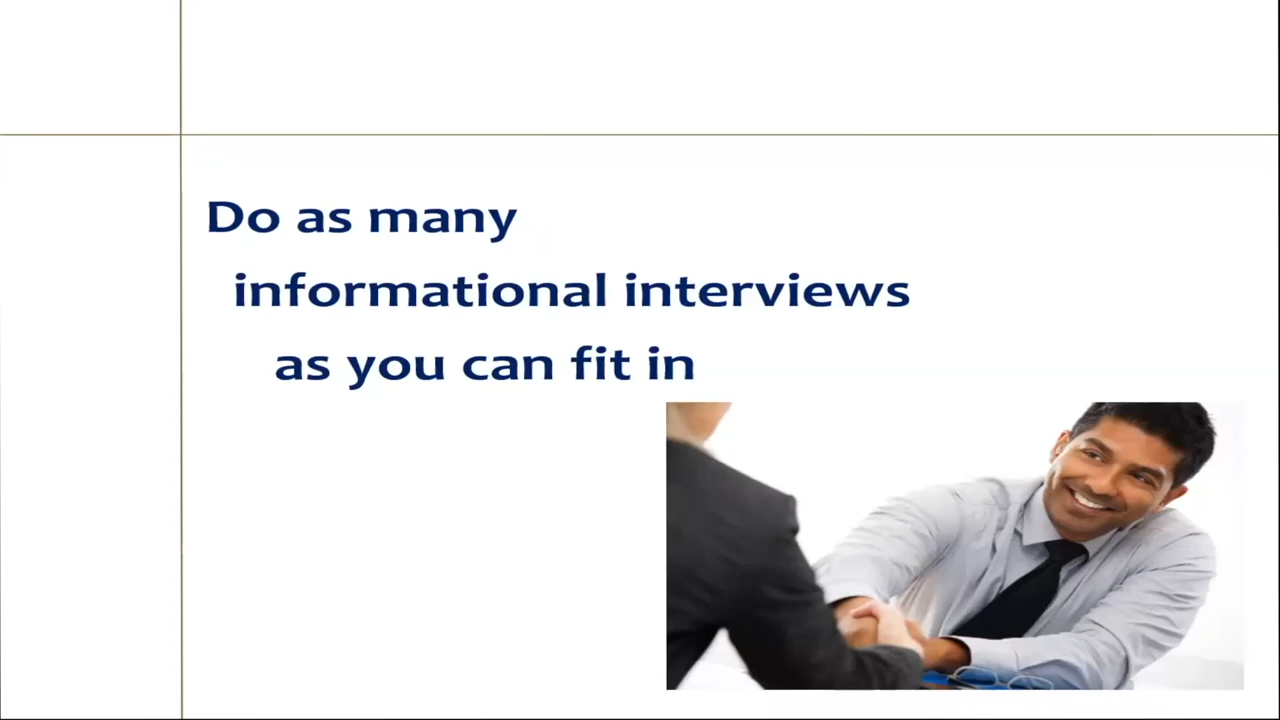 Do as many
informational interviews
as you can fit in